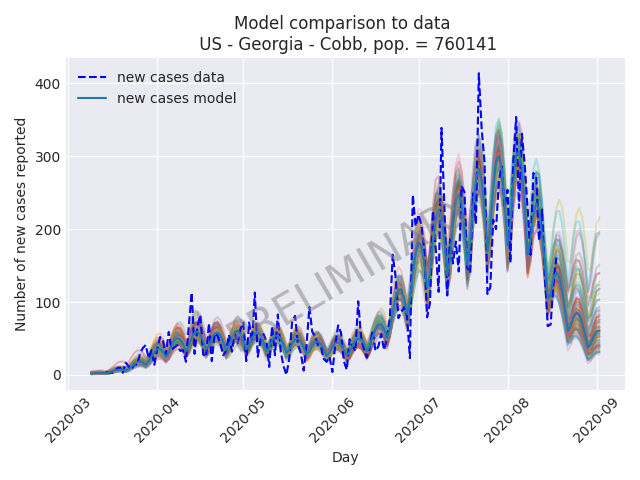 Model comparison to data
US - Georgia - Cobb, pop. = 760141
new cases data
new cases model
Number of new cases reported
400
300
200
100
0
PRELIMINARY
2020-03
2020-04
2020-05
2020-06
2020-07
2020-08
2020-09
Day